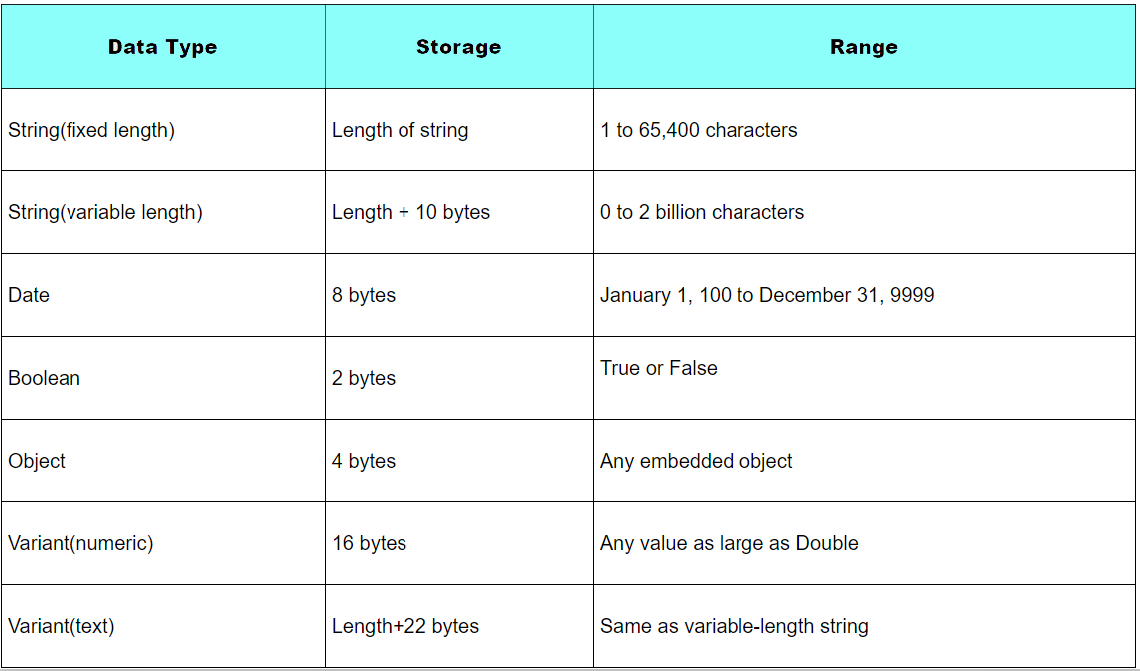 Data Type Storage Range
String(fixed length) Length of string 1 to 65,400 characters
String(variable length) Length + 10 bytes 0 to 2 billion characters
Date 8 bytes January 1, 100 to December 31, 9999
Boolean 2 bytes True or False
Object 4 bytes Any embedded object
Variant(numeric) 16 bytes Any value as large as Double
Variant(text) Length+22 bytes Same as variable-length string